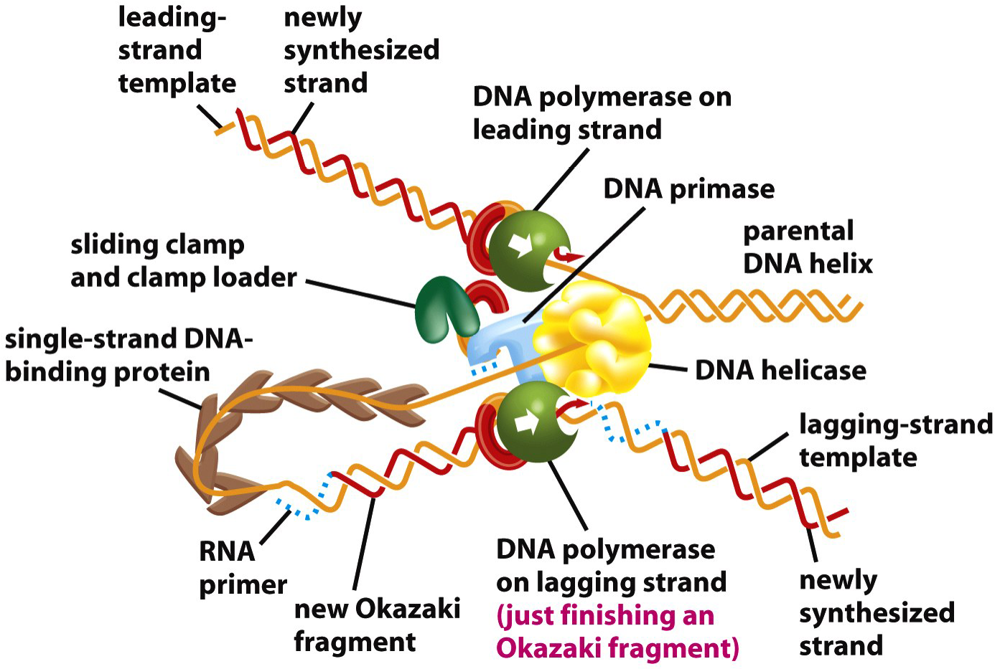 leading-
strand
template
newly
synthesized
strand
DNA polymerase on
leading strand
DNA primase
parental
DNA helix
sliding clamp
and clamp loader
single-strand DNA-
binding protein
DNA helicase
lagging-strand
template
RNA
primer
new Okazaki
fragment
DNA polymerase
on lagging strand
(just finishing an
Okazaki fragment)
newly
synthesized
strand